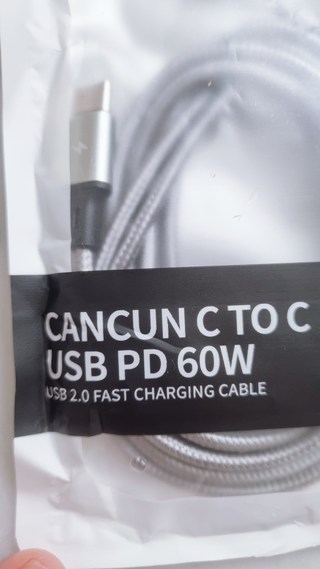 CANCUN C TO C
USB PD 60W
USB 2.0 FAST CHARGING CABLE